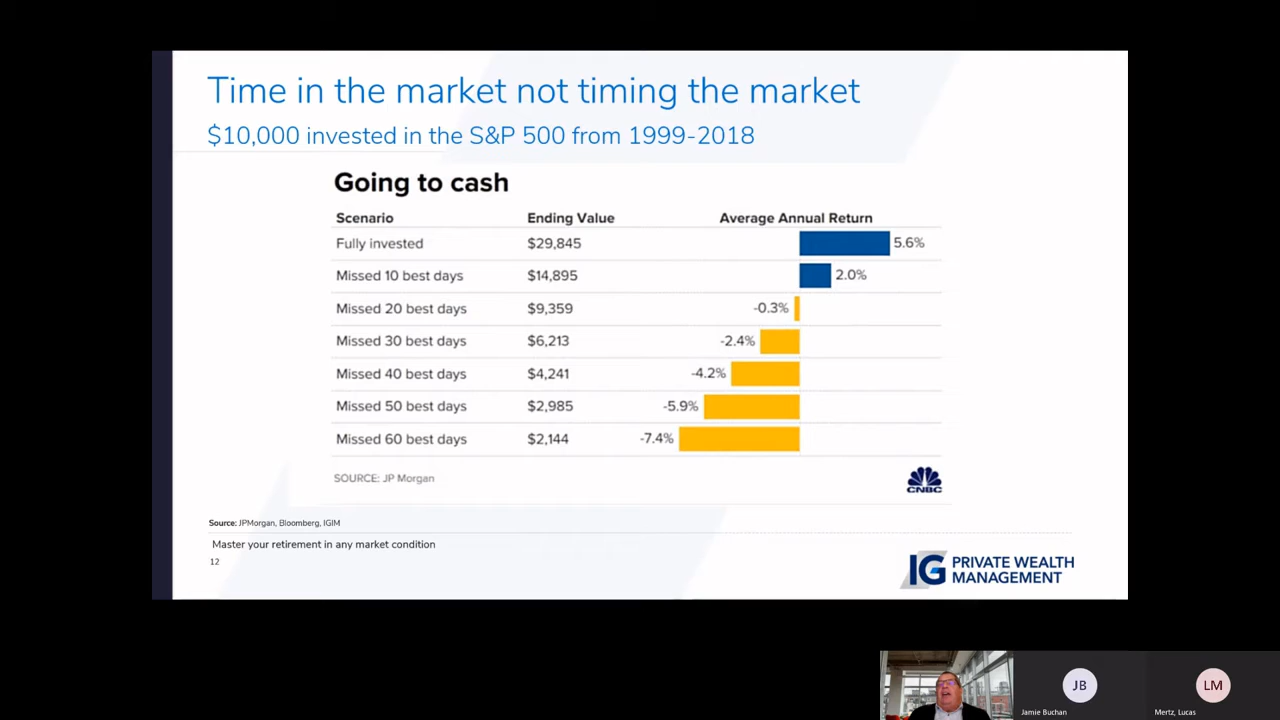 Time in the market not timing the market
$10,000 invested in the S&P 500 from 1999-2018
Going to cash
Scenario Ending Value Average Annual Return
Fully invested $29,845 5.6%
Missed 10 best days $14,895 2.0%
Missed 20 best days $9,359 -0.3%
Missed 30 best days $6,213 -2.4%
Missed 40 best days $4,241 -4.2%
Missed 50 best days $2,985 -5.9%
Missed 60 best days $2,144 -7.4%
SOURCE: JP Morgan
CNBC
Source: JPMorgan, Bloomberg, IGIM
Master your retirement in any market condition
12
IG PRIVATE WEALTH
MANAGEMENT
JB
LM
Jamie Buchan
Mertz, Lucas